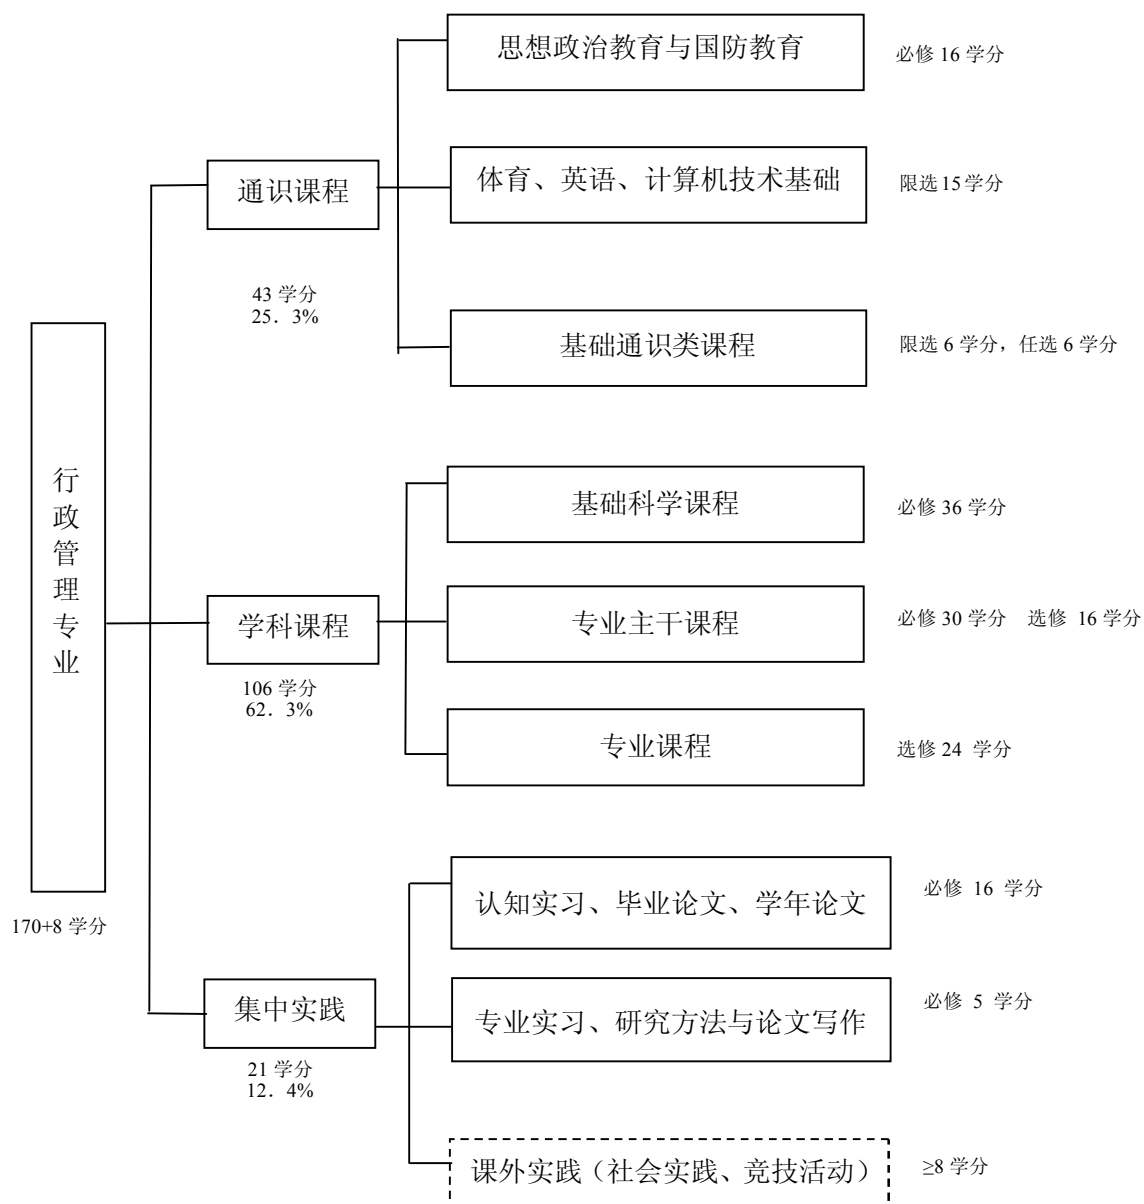 思想政治教育与国防教育
必修 16 学分
通识课程
体育、英语、计算机技术基础
限选 15 学分
43 学分
25．3%
基础通识类课程
限选 6 学分，任选 6 学分
行政管理专业
基础科学课程
必修 36 学分
学科课程
专业主干课程
必修 30 学分 选修 16 学分
106 学分
62．3%
专业课程
选修 24 学分
认知实习、毕业论文、学年论文
必修 16 学分
170+8 学分
集中实践
专业实习、研究方法与论文写作
必修 5 学分
21 学分
12．4%
课外实践（社会实践、竞技活动）
≥8 学分